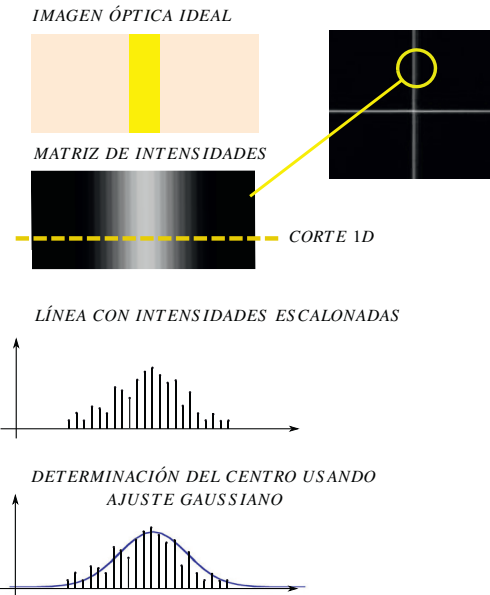 IMAGEN ÓPTICA IDEAL
MATRIZ DE INTENSIDADES
CORTE 1D
LÍNEA CON INTENSIDADES ESCALONADAS
DETERMINACIÓN DEL CENTRO USANDO
AJUSTE GAUSSIANO